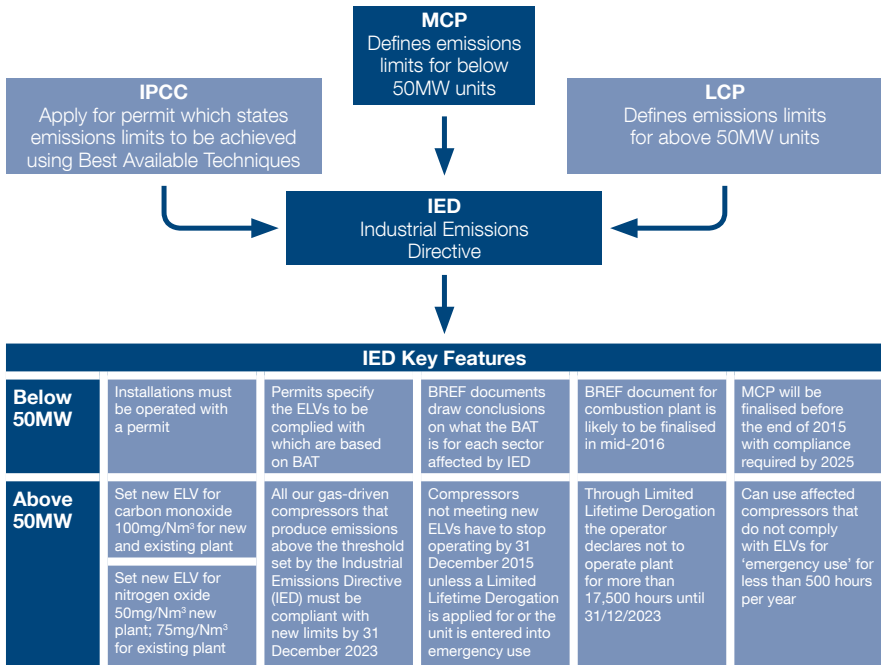 MCP
Defines emissions
limits for below
50MW units
IPCC
Apply for permit which states
emissions limits to be achieved
using Best Available Techniques
LCP
Defines emissions limits
for above 50MW units
IED
Industrial Emissions
Directive
IED Key Features
Below
50MW
Installations must
be operated with
a permit
Permits specify
the ELVs to be
complied with
which are based
on BAT
BREF documents
draw conclusions
on what the BAT
is for each sector
affected by IED
BREF document for
combustion plant is
likely to be finalised
in mid-2016
MCP will be
finalised before
the end of 2015
with compliance
required by 2025
Above
50MW
Set new ELV for
carbon monoxide
100mg/Nm³ for new
and existing plant
Set new ELV for
nitrogen oxide
50mg/Nm³ new
plant; 75mg/Nm³
for existing plant
All our gas-driven
compressors that
produce emissions
above the threshold
set by the Industrial
Emissions Directive
(IED) must be
compliant with
new limits by 31
December 2023
Compressors
not meeting new
ELVs have to stop
operating by 31
December 2015
unless a Limited
Lifetime Derogation
is applied for or the
unit is entered into
emergency use
Through Limited
Lifetime Derogation
the operator
declares not to
operate plant
for more than
17,500 hours until
31/12/2023
Can use affected
compressors that
do not comply
with ELVs for
‘emergency use’ for
less than 500 hours
per year